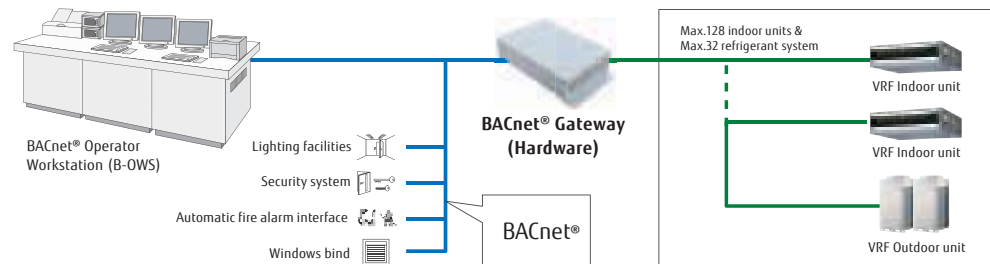 BACnet® Operator
Workstation (B-OWS)
Lighting facilities
Security system
Automatic fire alarm interface
Windows bind
BACnet®
BACnet® Gateway
(Hardware)
Max.128 indoor units &
Max.32 refrigerant system
VRF Indoor unit
VRF Indoor unit
VRF Outdoor unit